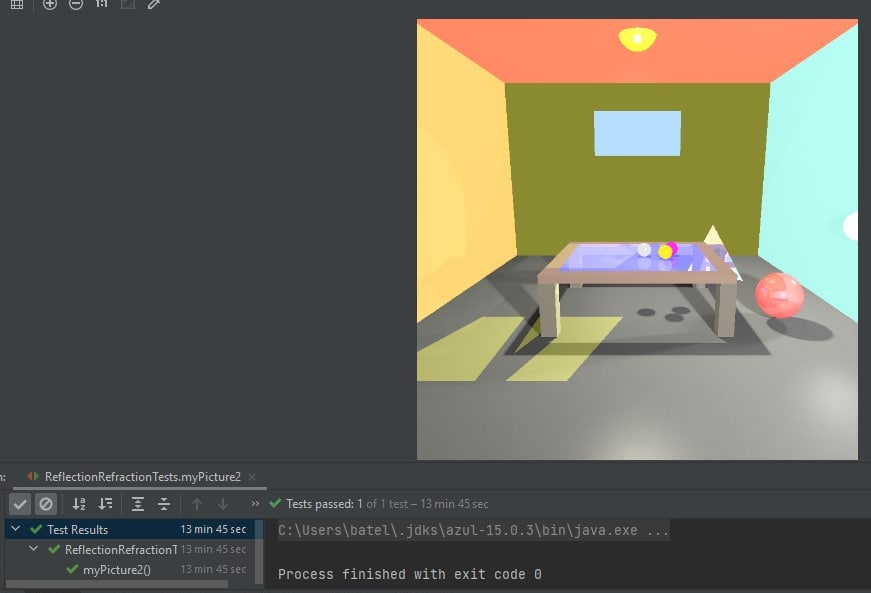 1:1
ReflectionRefractionTests.myPicture2
Tests passed: 1 of 1 test – 13 min 45 sec
Test Results 13 min 45 sec
ReflectionRefractionT 13 min 45 sec
myPicture2() 13 min 45 sec
C:\Users\batel\.jdks\azul-15.0.3\bin\java.exe ...
Process finished with exit code 0